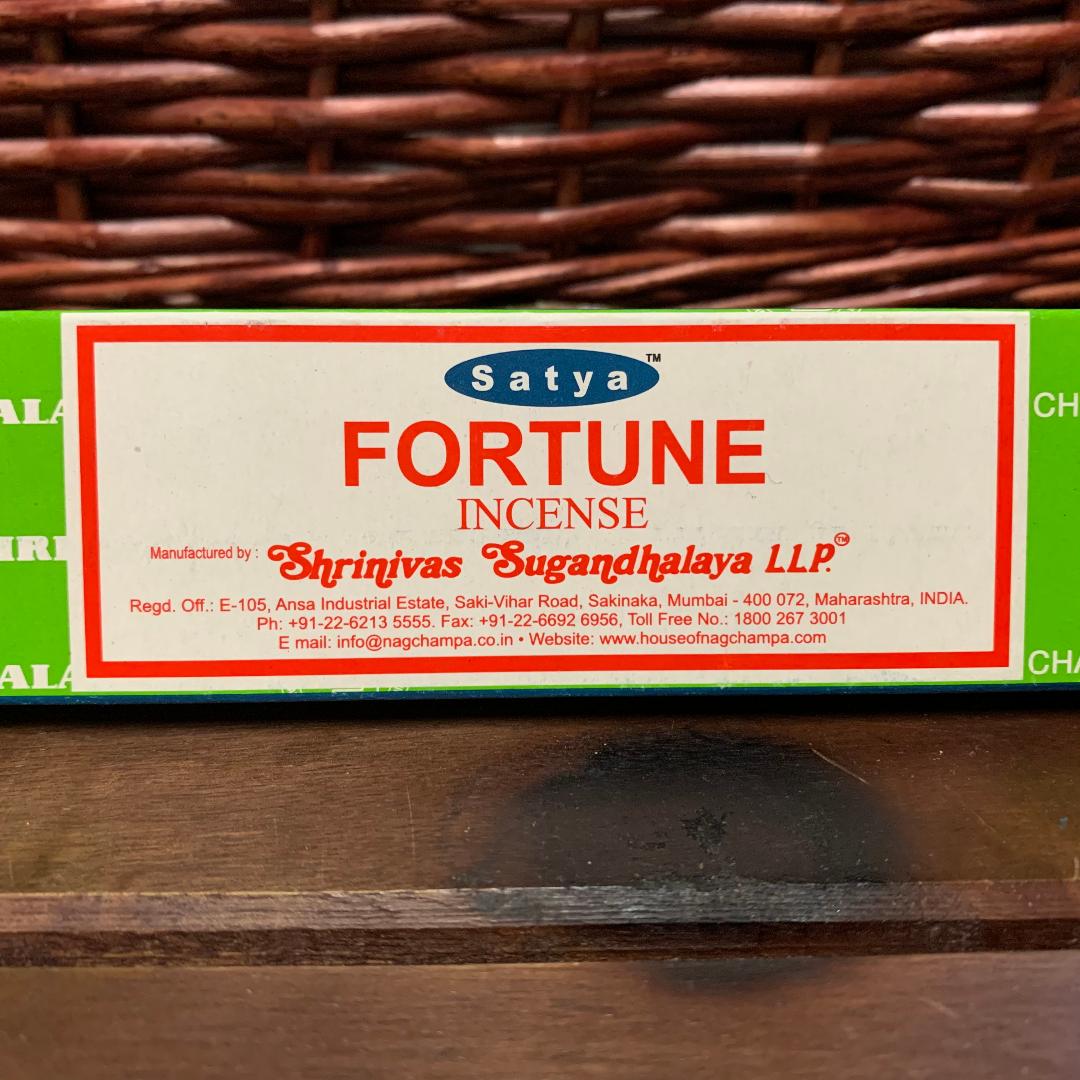 Satya™
FORTUNE
INCENSE
Manufactured by : Shrinivas Sugandhalaya L.L.P.™
Regd. Off.: E-105, Ansa Industrial Estate, Saki-Vihar Road, Sakinaka, Mumbai - 400 072, Maharashtra, INDIA.
Ph: +91-22-6213 5555. Fax: +91-22-6692 6956, Toll Free No.: 1800 267 3001
E mail: info@nagchampa.co.in • Website: www.houseofnagchampa.com